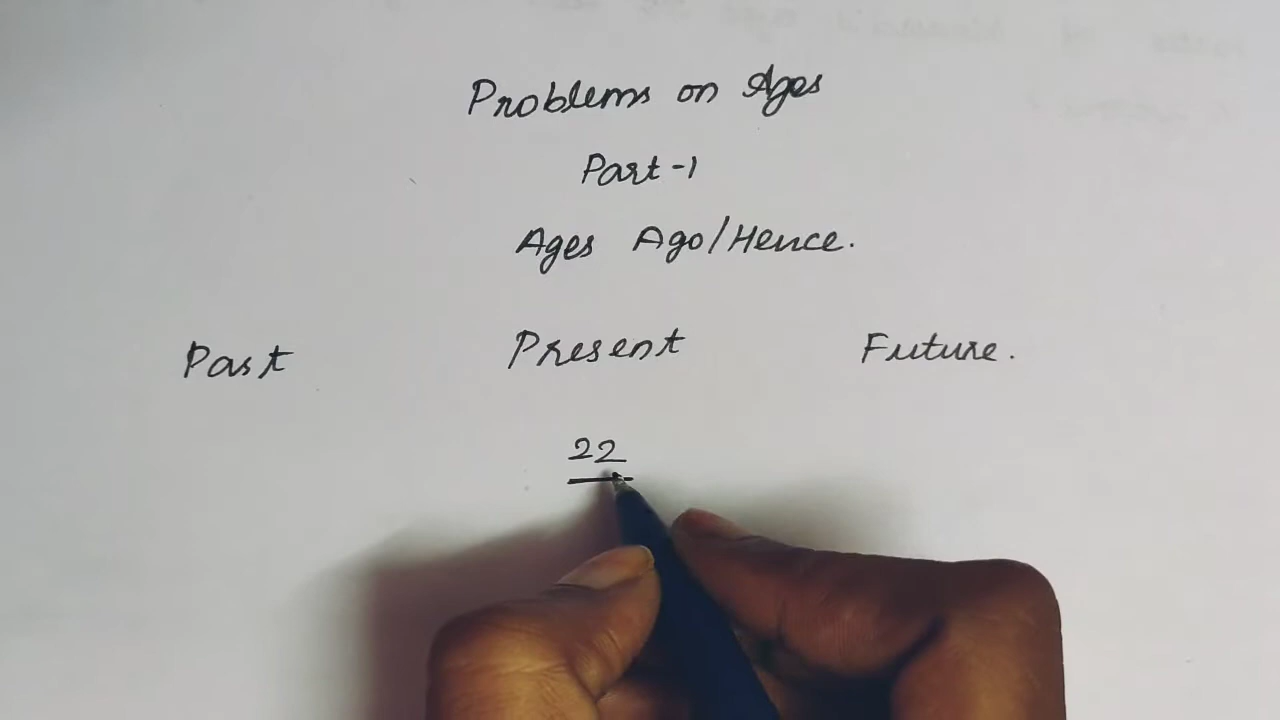 Problems on Ages
Part-1
Ages Ago/Hence.
Past Present Future.
22